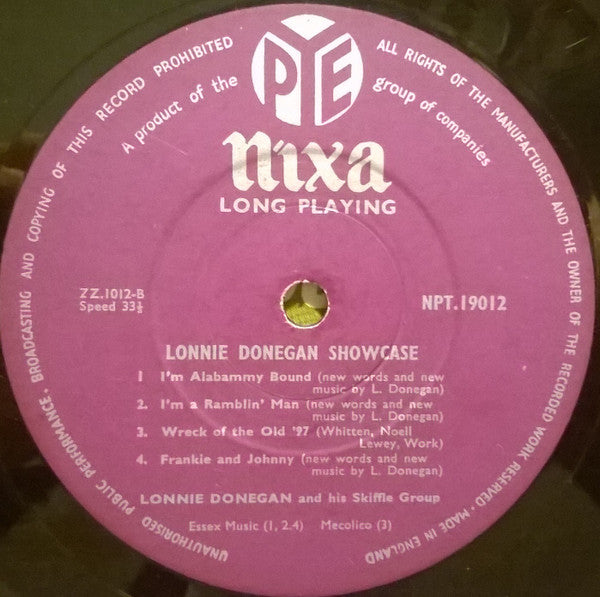 UNAUTHORISED PUBLIC PERFORMANCE, BROADCASTING AND COPYING OF THIS RECORD PROHIBITED
ALL RIGHTS OF THE MANUFACTURERS AND THE OWNER OF THE RECORDED WORK RESERVED · MADE IN ENGLAND
A product of the
PYE
group of companies
nixa
LONG PLAYING
ZZ.1012-B
Speed 33⅓
NPT.19012
LONNIE DONEGAN SHOWCASE
1 I'm Alabammy Bound (new words and new
music by L. Donegan)
2. I'm a Ramblin' Man (new words and new
music by L. Donegan)
3. Wreck of the Old '97 (Whitten, Noell
Lewey, Work)
4. Frankie and Johnny (new words and new
music by L. Donegan)
LONNIE DONEGAN and his Skiffle Group
Essex Music (1, 2.4) Mecolico (3)